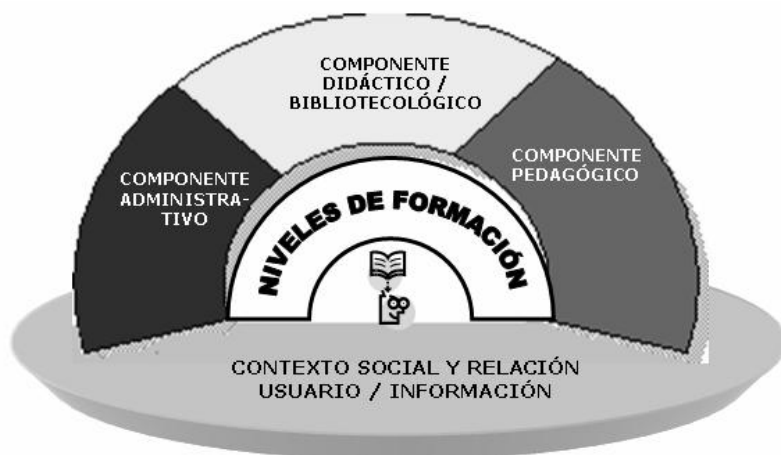 COMPONENTE
DIDÁCTICO /
BIBLIOTECOLÓGICO
COMPONENTE
ADMINISTRA-
TIVO
COMPONENTE
PEDAGÓGICO
NIVELES DE FORMACIÓN
CONTEXTO SOCIAL Y RELACIÓN
USUARIO / INFORMACIÓN